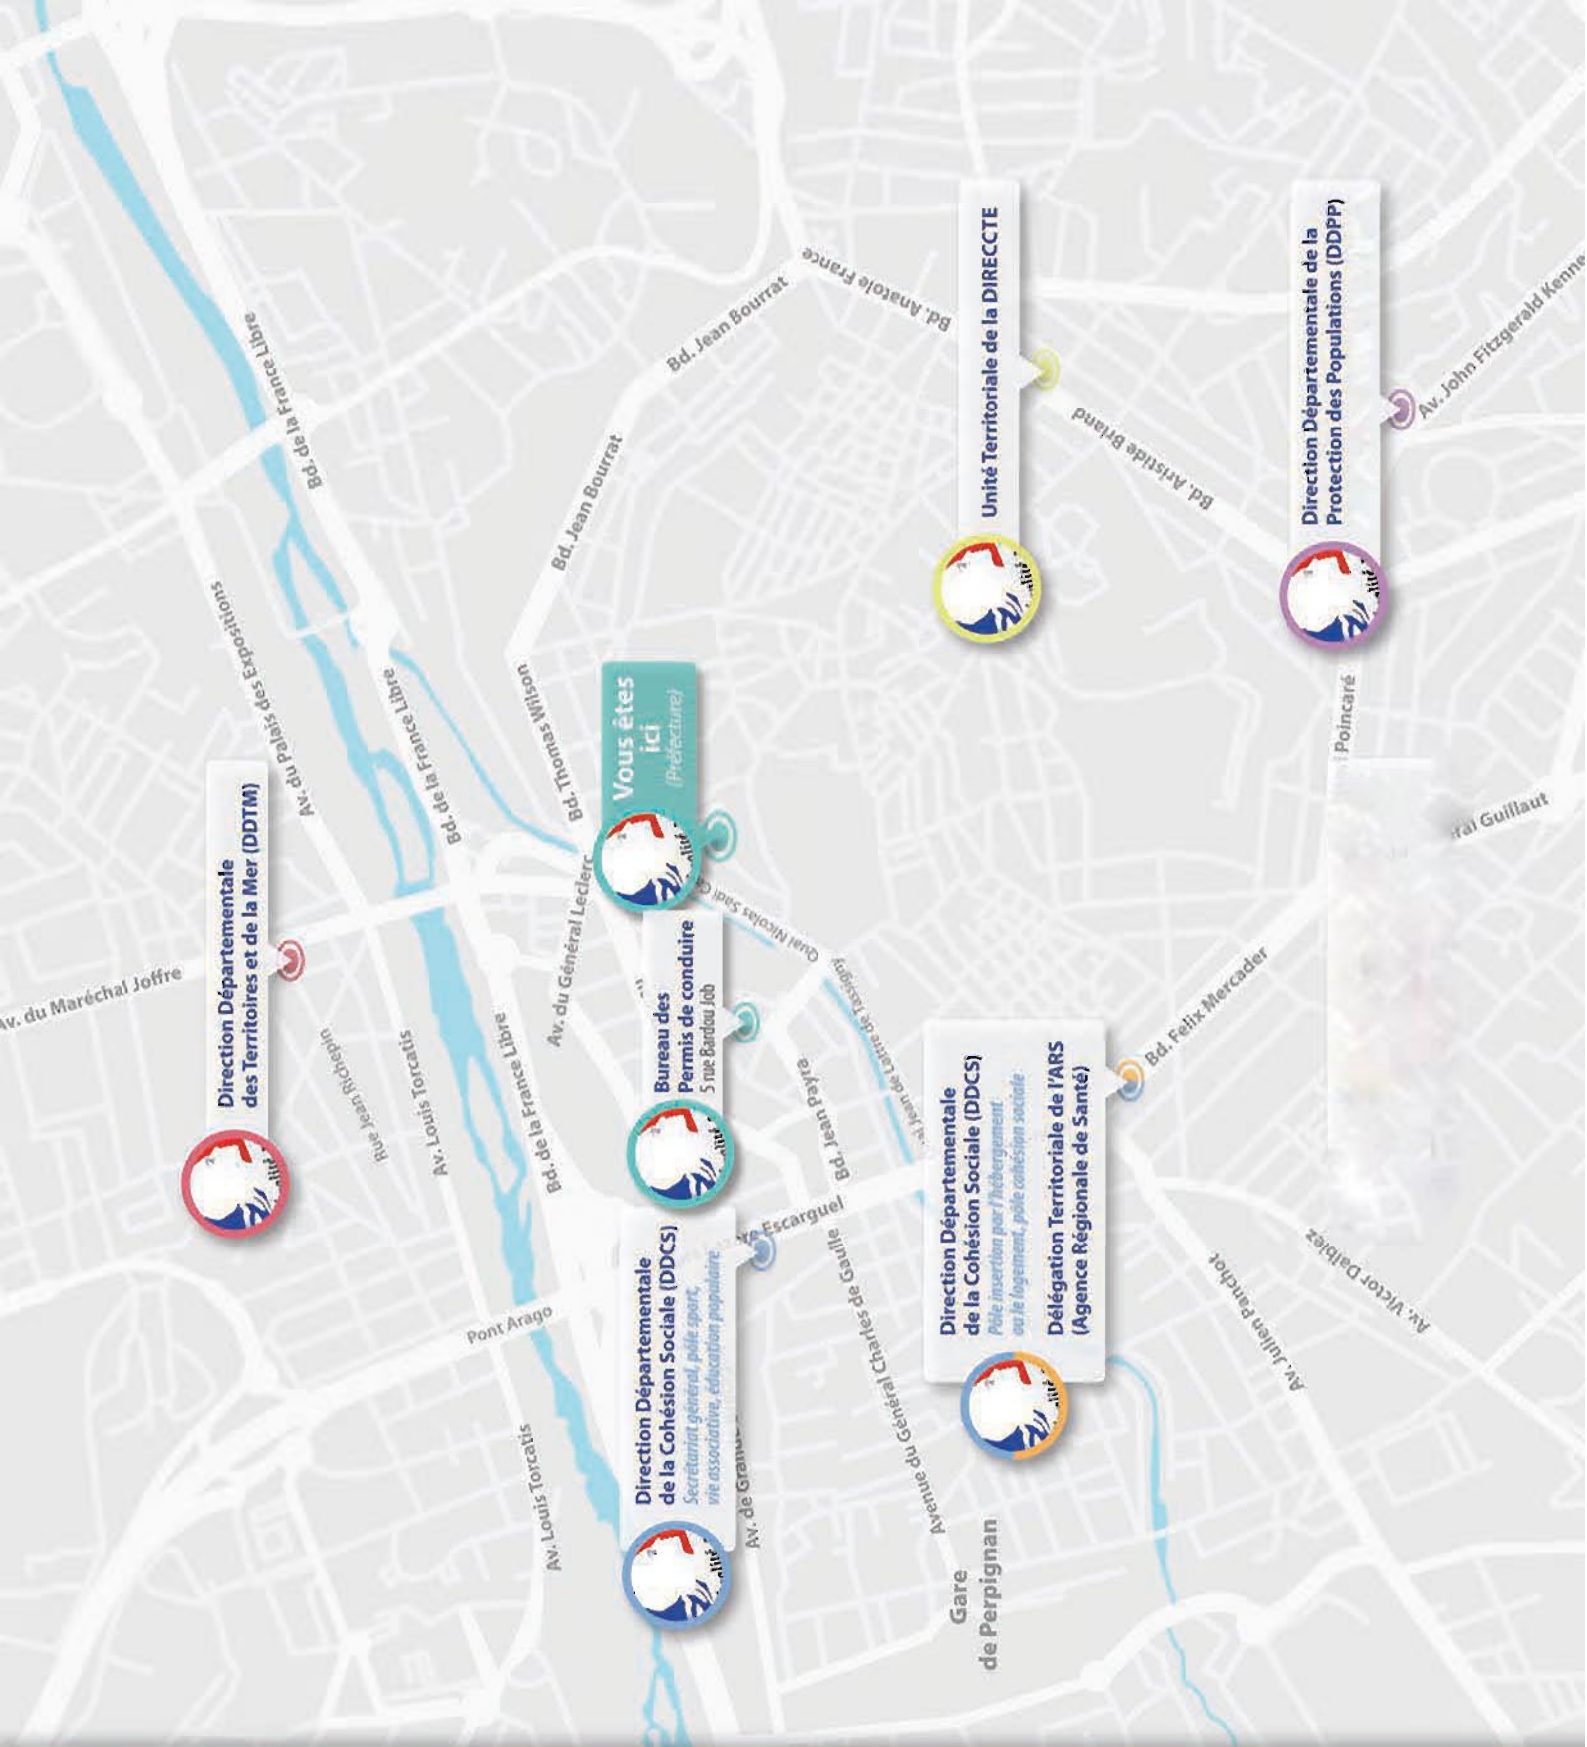 Direction Départementale
des Territoires et de la Mer (DDTM)
Av. du Maréchal Joffre
Rue Jean Richepin
Av. Louis Torcatis
Av. Louis Torcatis
Av. du Palais des Expositions
Bd. de la France Libre
Bd. de la France Libre
Bd. de la France Libre
Pont Arago
Av. du Général Leclerc
Bd. Thomas Wilson
Bd. Jean Bourrat
Bd. Jean Bourrat
Bd. Anatole France
Vous êtes
ici
(Préfecture)
Bureau des
Permis de conduire
5 rue Bardou Job
Direction Départementale
de la Cohésion Sociale (DDCS)
Secrétariat général, pôle sport,
vie associative, éducation populaire
Escarguel
Av. de
Quai Nicolas Sadi
Jean de Lattre de Tassigny
Bd. Jean Payra
Avenue du Général Charles de Gaulle
Gare
de Perpignan
Direction Départementale
de la Cohésion Sociale (DDCS)
Pôle insertion par l'hébergement
ou le logement, pôle cohésion sociale
Délégation Territoriale de l'ARS
(Agence Régionale de Santé)
Unité Territoriale de la DIRECCTE
Bd. Aristide Briand
Bd. Felix Mercader
Av. Julien Panchot
Av. Victor Dalbiez
Direction Départementale de la
Protection des Populations (DDPP)
Poincaré
Guillaut
Av. John Fitzgerald Kenne